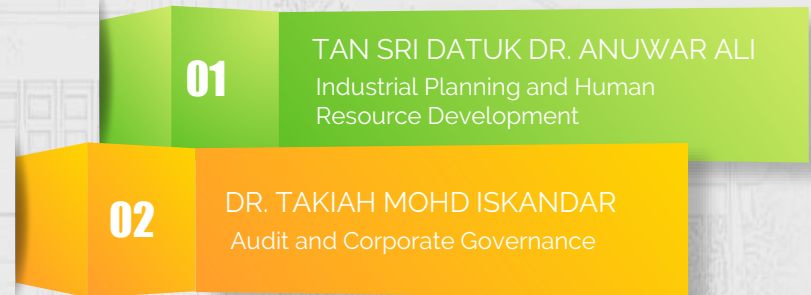 01
TAN SRI DATUK DR. ANUWAR ALI
Industrial Planning and Human
Resource Development
02
DR. TAKIAH MOHD ISKANDAR
Audit and Corporate Governance